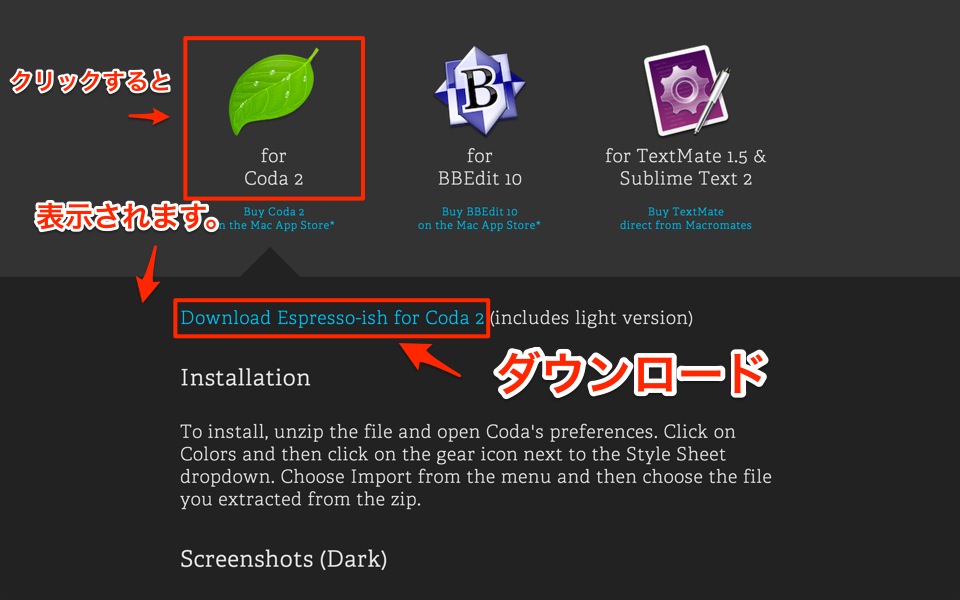 クリックすると
B
for
Coda 2
for
BBEdit 10
for TextMate 1.5 &
Sublime Text 2
表示されます。
Buy Coda 2
on the Mac App Store*
Buy BBEdit 10
on the Mac App Store*
Buy TextMate
direct from Macromates
Download Espresso-ish for Coda 2 (includes light version)
ダウンロード
Installation
To install, unzip the file and open Coda's preferences. Click on
Colors and then click on the gear icon next to the Style Sheet
dropdown. Choose Import from the menu and then choose the file
you extracted from the zip.
Screenshots (Dark)